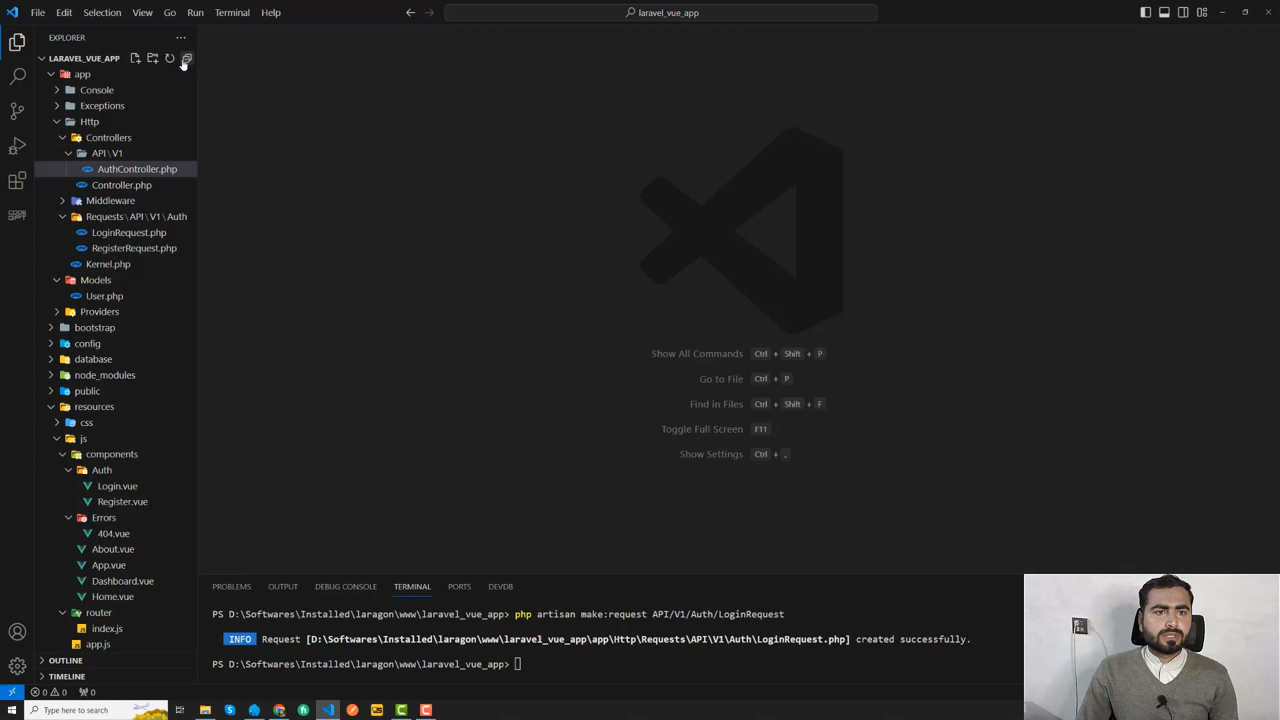 File Edit Selection View Go Run Terminal Help
laravel_vue_app
EXPLORER
LARAVEL_VUE_APP
app
Console
Exceptions
Http
Controllers
API\V1
AuthController.php
Controller.php
Middleware
Requests\API\V1\Auth
LoginRequest.php
RegisterRequest.php
Kernel.php
Models
User.php
Providers
bootstrap
config
database
node_modules
public
resources
css
js
components
Auth
Login.vue
Register.vue
Errors
404.vue
About.vue
App.vue
Dashboard.vue
Home.vue
router
index.js
app.js
OUTLINE
TIMELINE
Show All Commands Ctrl + Shift + P
Go to File Ctrl + P
Find in Files Ctrl + Shift + F
Toggle Full Screen F11
Show Settings Ctrl + ,
PROBLEMS OUTPUT DEBUG CONSOLE TERMINAL PORTS DEVDB
PS D:\Softwares\Installed\laragon\www\laravel_vue_app> php artisan make:request API/V1/Auth/LoginRequest
INFO Request [D:\Softwares\Installed\laragon\www\laravel_vue_app\app\Http\Requests\API\V1\Auth\LoginRequest.php] created successfully.
PS D:\Softwares\Installed\laragon\www\laravel_vue_app>
0 0 0
Type here to search